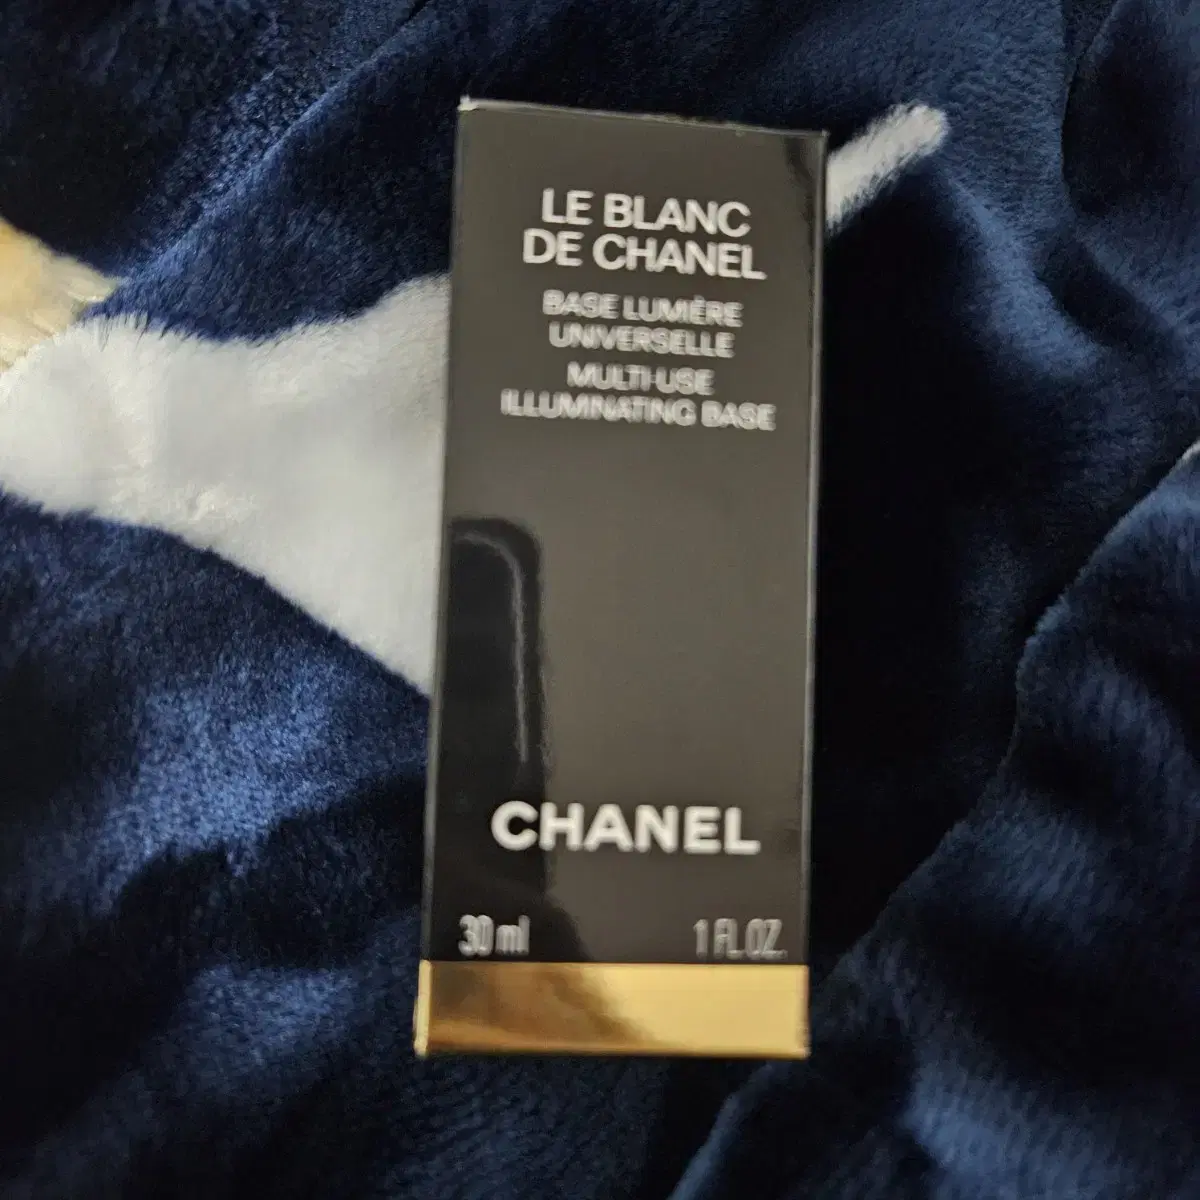 LE BLANC
DE CHANEL
BASE LUMIÈRE
UNIVERSELLE
MULTI-USE
ILLUMINATING BASE
CHANEL
30 ml 1 FL. OZ.